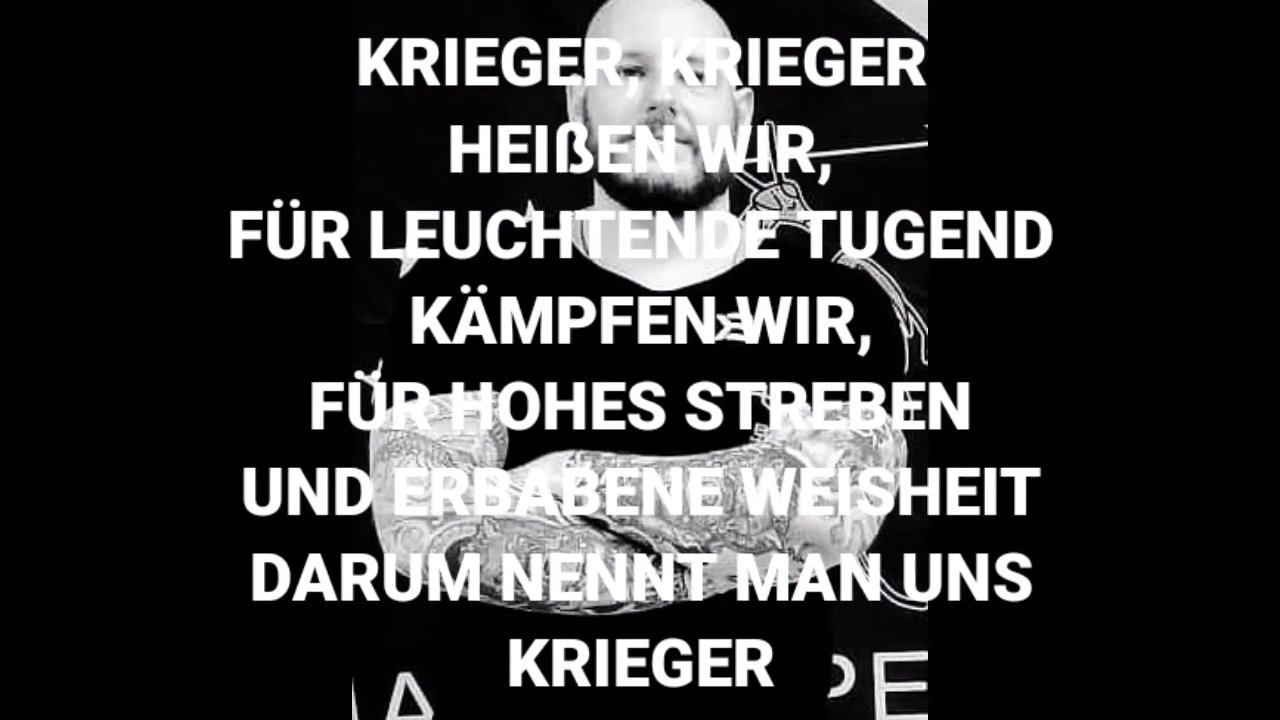 KRIEGER, KRIEGER
HEIßEN WIR,
FÜR LEUCHTENDE TUGEND
KÄMPFEN WIR,
FÜR HOHES STREBEN
UND ERBABENE WEISHEIT
DARUM NENNT MAN UNS
KRIEGER